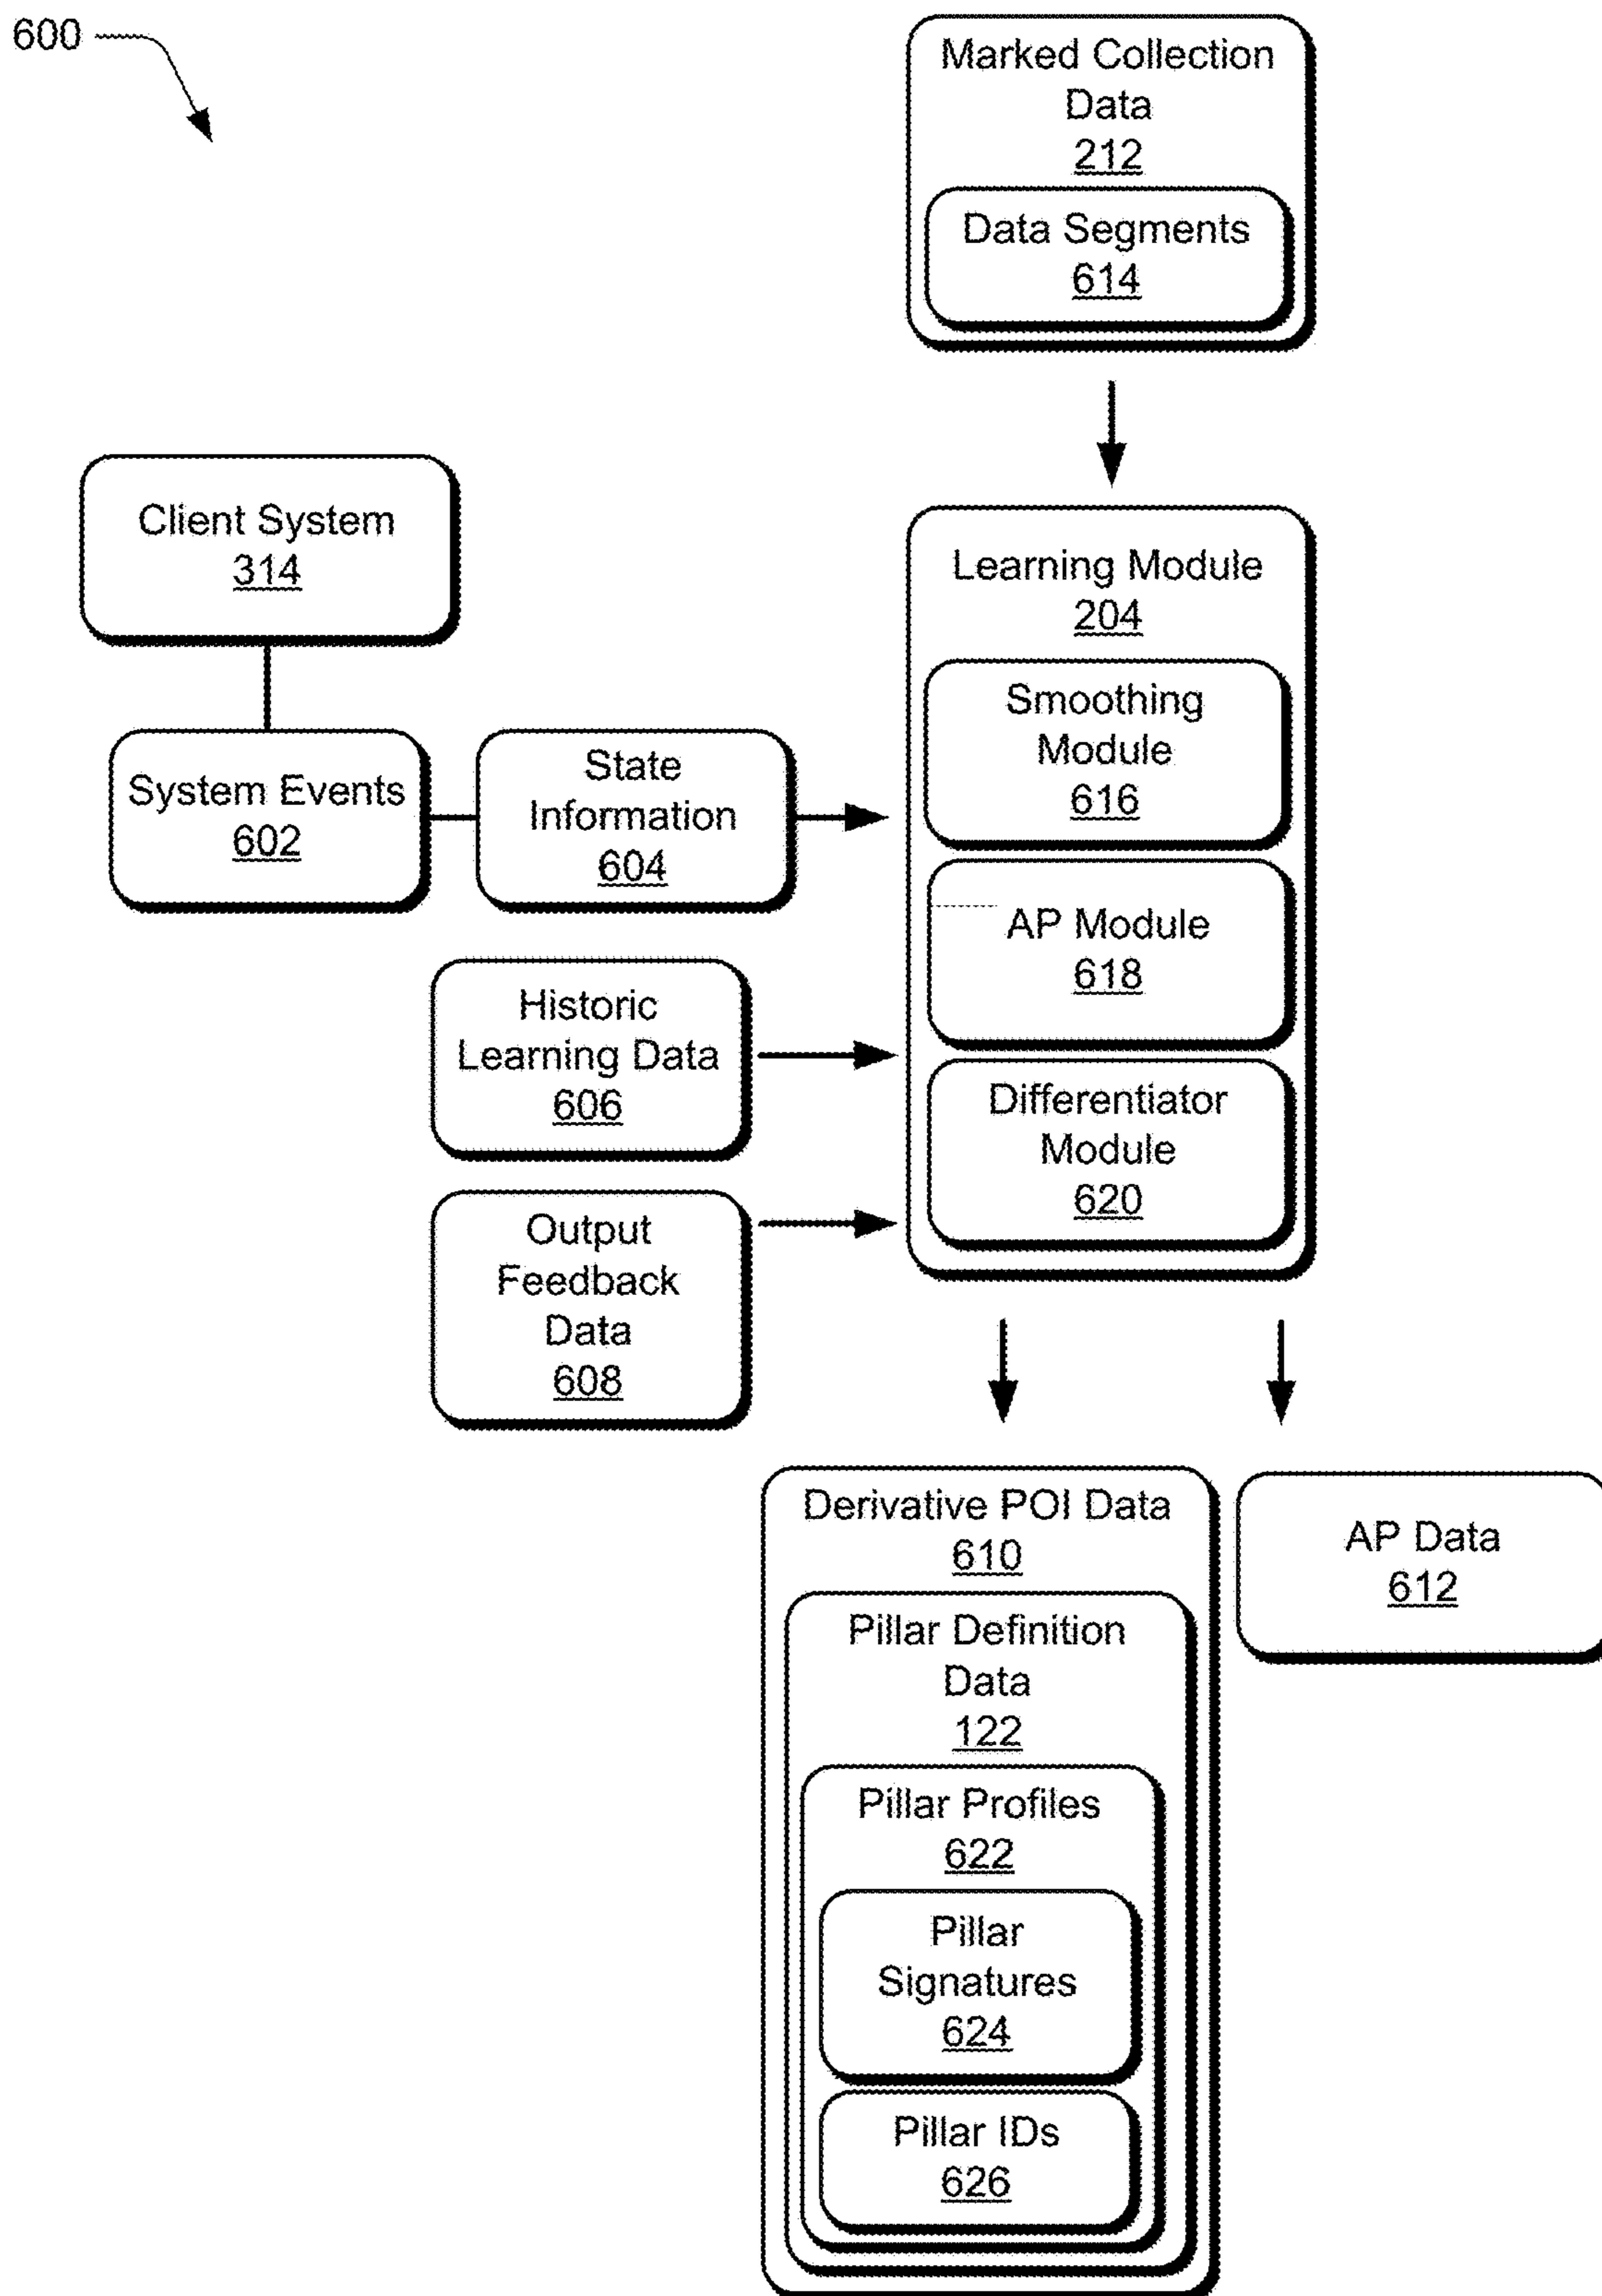 600
Marked Collection
Data
212
Data Segments
614
Client System
314
Learning Module
204
System Events
602
State
Information
604
Smoothing
Module
616
AP Module
618
Historic
Learning Data
606
Differentiator
Module
620
Output
Feedback
Data
608
Derivative POI Data
610
AP Data
612
Pillar Definition
Data
122
Pillar Profiles
622
Pillar
Signatures
624
Pillar IDs
626